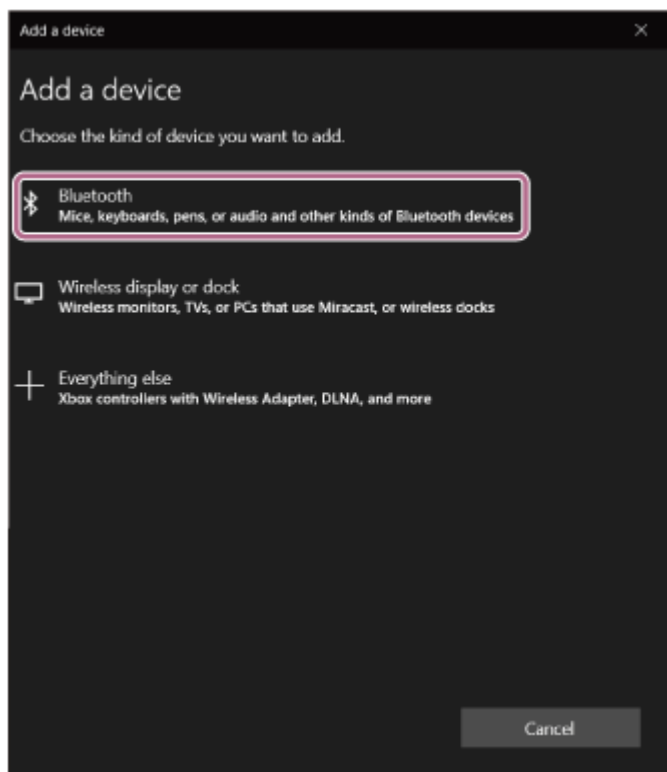 Add a device
Add a device
Choose the kind of device you want to add.
Bluetooth
Mice, keyboards, pens, or audio and other kinds of Bluetooth devices
Wireless display or dock
Wireless monitors, TVs, or PCs that use Miracast, or wireless docks
Everything else
Xbox controllers with Wireless Adapter, DLNA, and more
Cancel